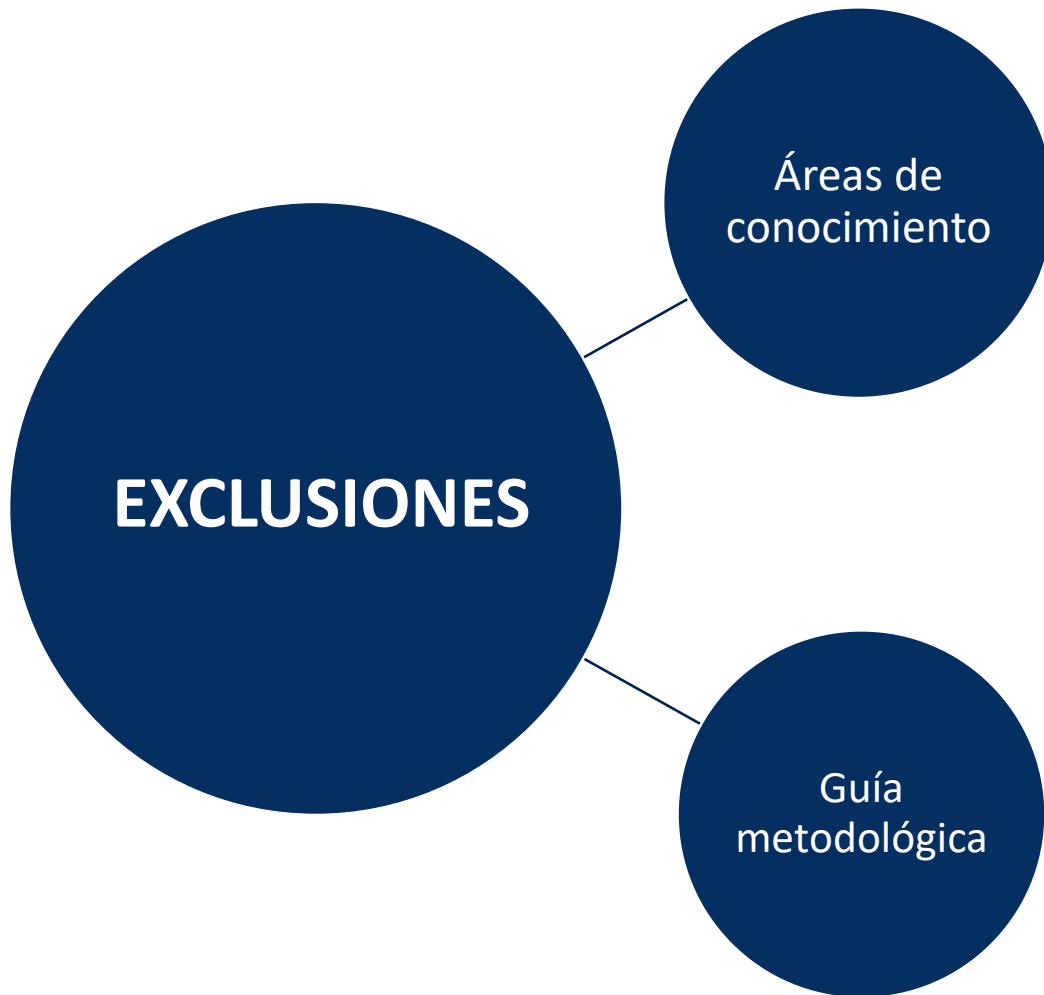 Áreas de
conocimiento
EXCLUSIONES
Guía
metodológica